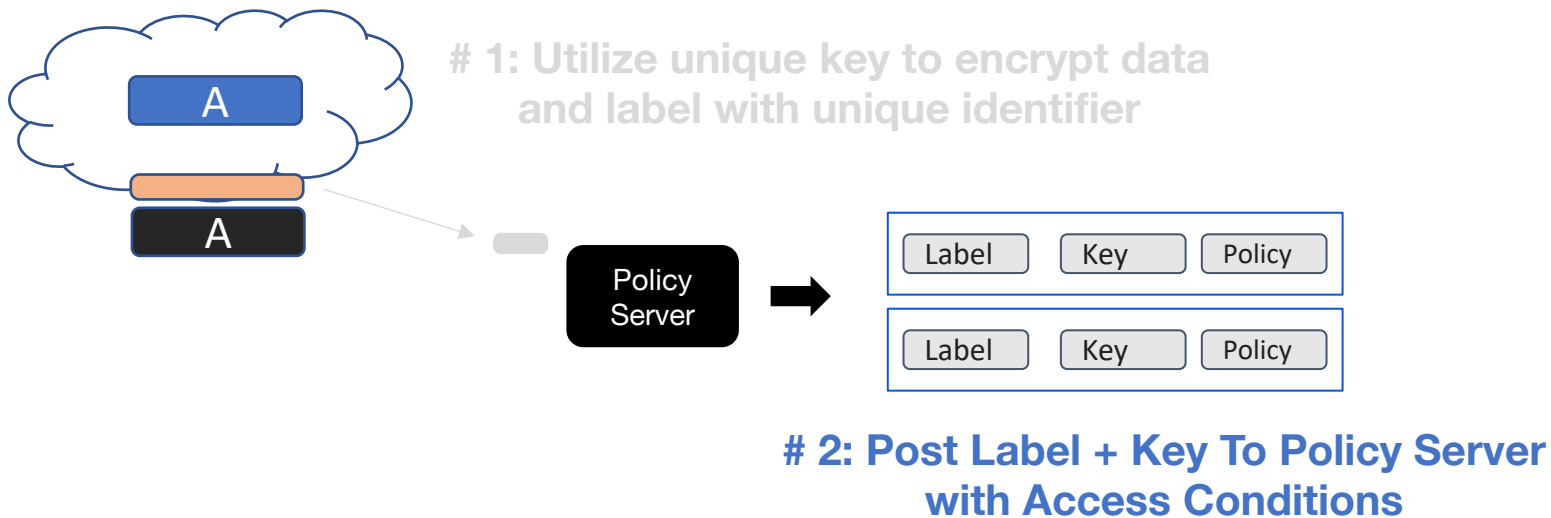 # 1: Utilize unique key to encrypt data
and label with unique identifier
A
A
Policy
Server
Label Key Policy
Label Key Policy
# 2: Post Label + Key To Policy Server
with Access Conditions